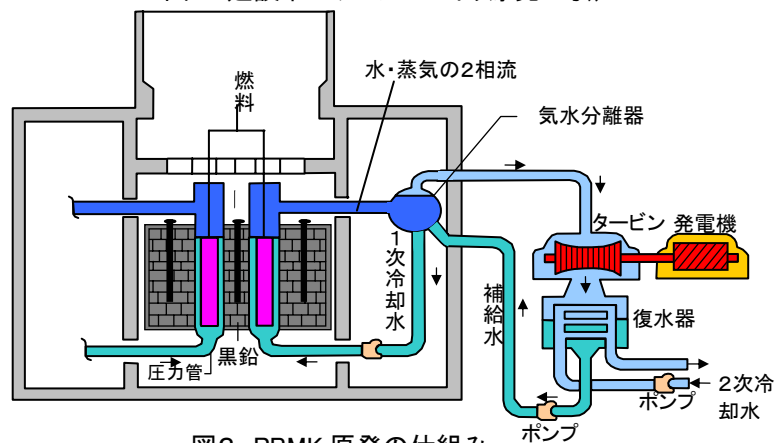 燃料
水・蒸気の2相流
気水分離器
タービン
発電機
1次冷却水
補給水
復水器
黒鉛
圧力管
2次冷
却水
ポンプ
ポンプ
RBMK 原発の仕組み